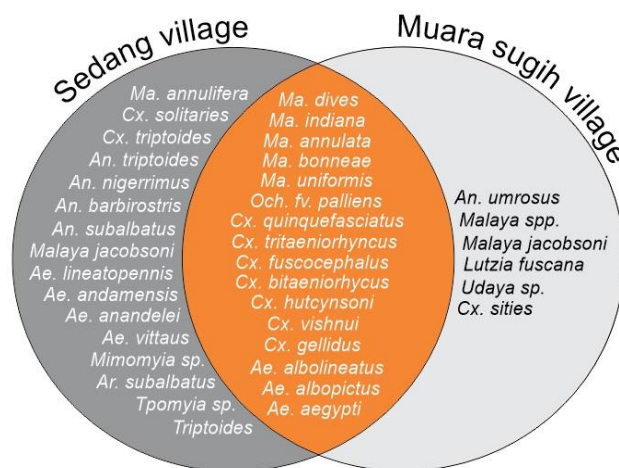 Sedang village
Muara sugih village
Ma. annulifera
Cx. solitaries
Cx. triptoides
An. triptoides
An. nigerrimus
An. barbirostris
An. subalbatus
Malaya jacobsoni
Ae. lineatopennis
Ae. andamensis
Ae. anandelei
Ae. vittaus
Mimomyia sp.
Ar. subalbatus
Tpomyia sp.
Triptoides
Ma. dives
Ma. indiana
Ma. annulata
Ma. bonneae
Ma. uniformis
Och. fv. palliens
Cx. quinquefasciatus
Cx. tritaeniorhyncus
Cx. fuscocephalus
Cx. bitaeniorhycus
Cx. hutcynsoni
Cx. vishnui
Cx. gellidus
Ae. albolineatus
Ae. albopictus
Ae. aegypti
An. umrosus
Malaya spp.
Malaya jacobsoni
Lutzia fuscana
Udaya sp.
Cx. sities